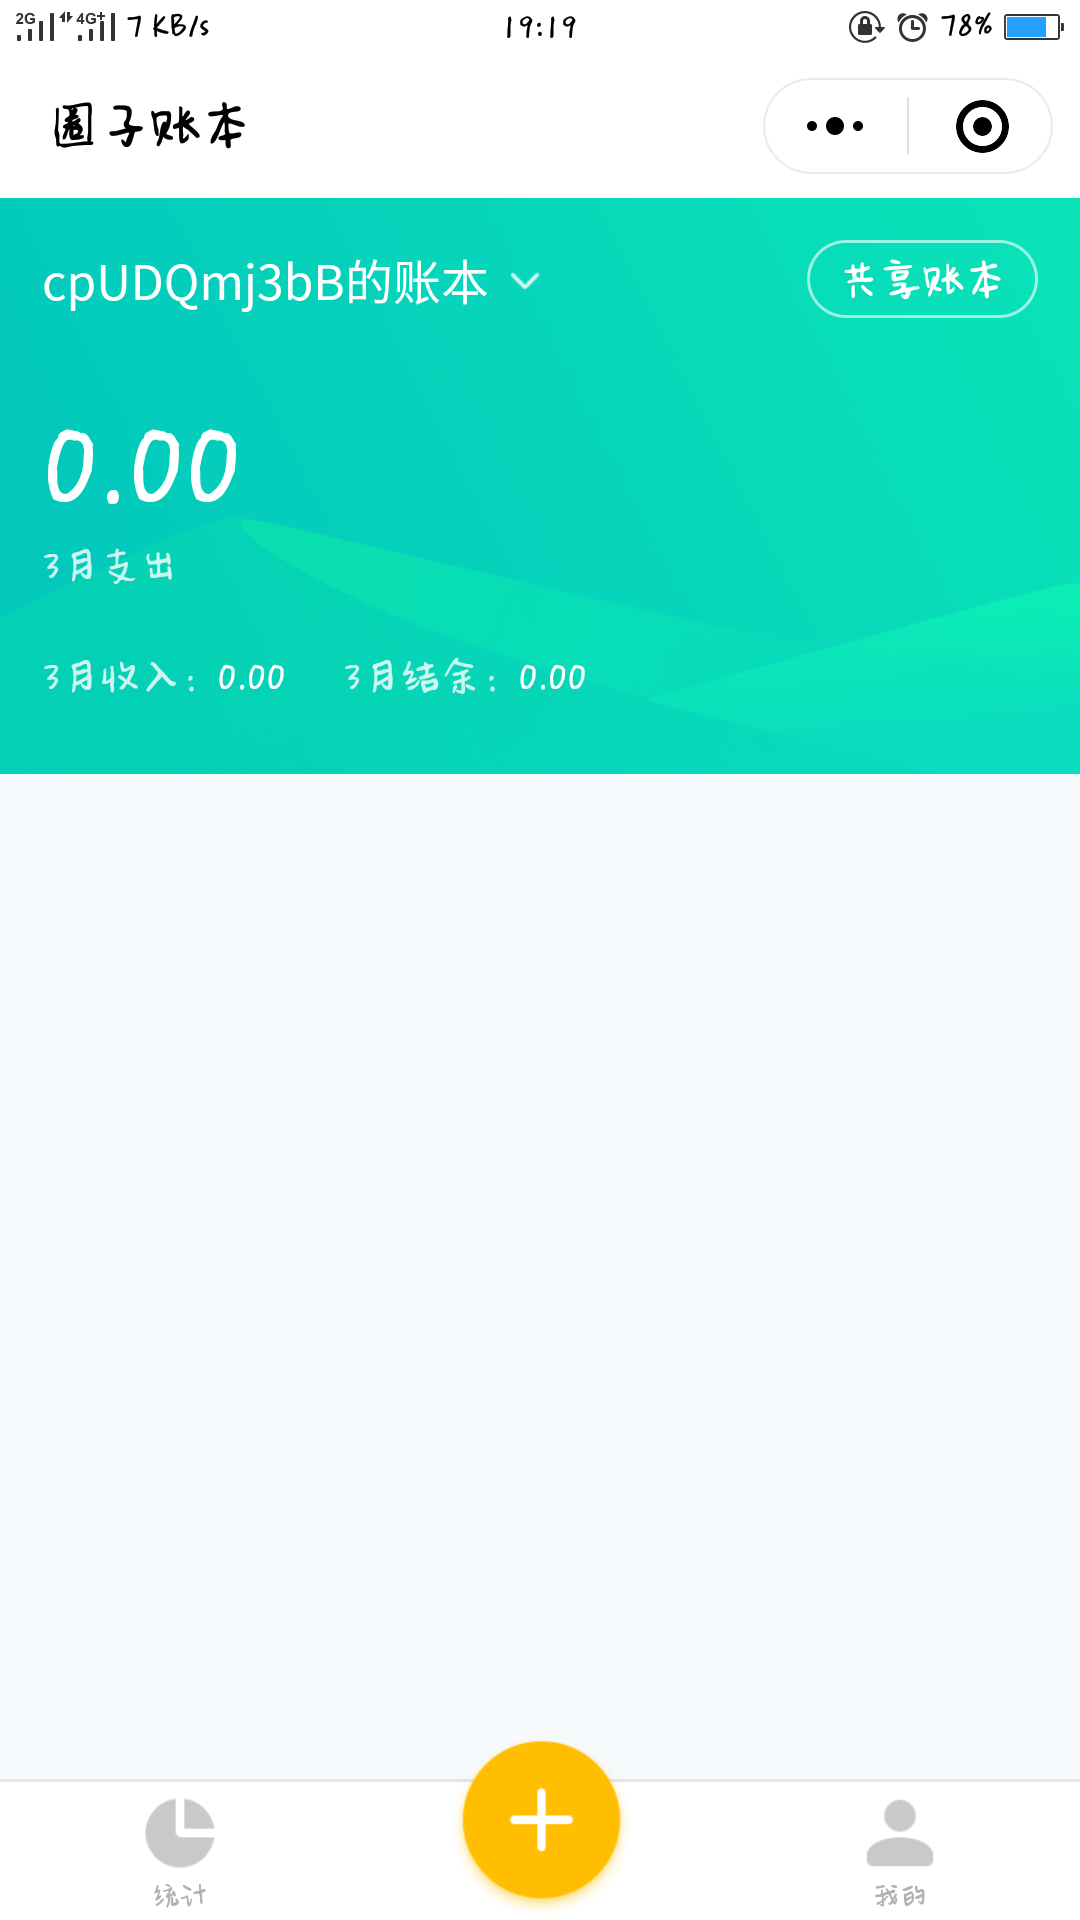 2G 4G+ 7 KB/s 19:19 78%
圈子账本
cpUDQmj3bB的账本 共享账本
0.00
3月支出
3月收入：0.00 3月结余：0.00
统计 我的